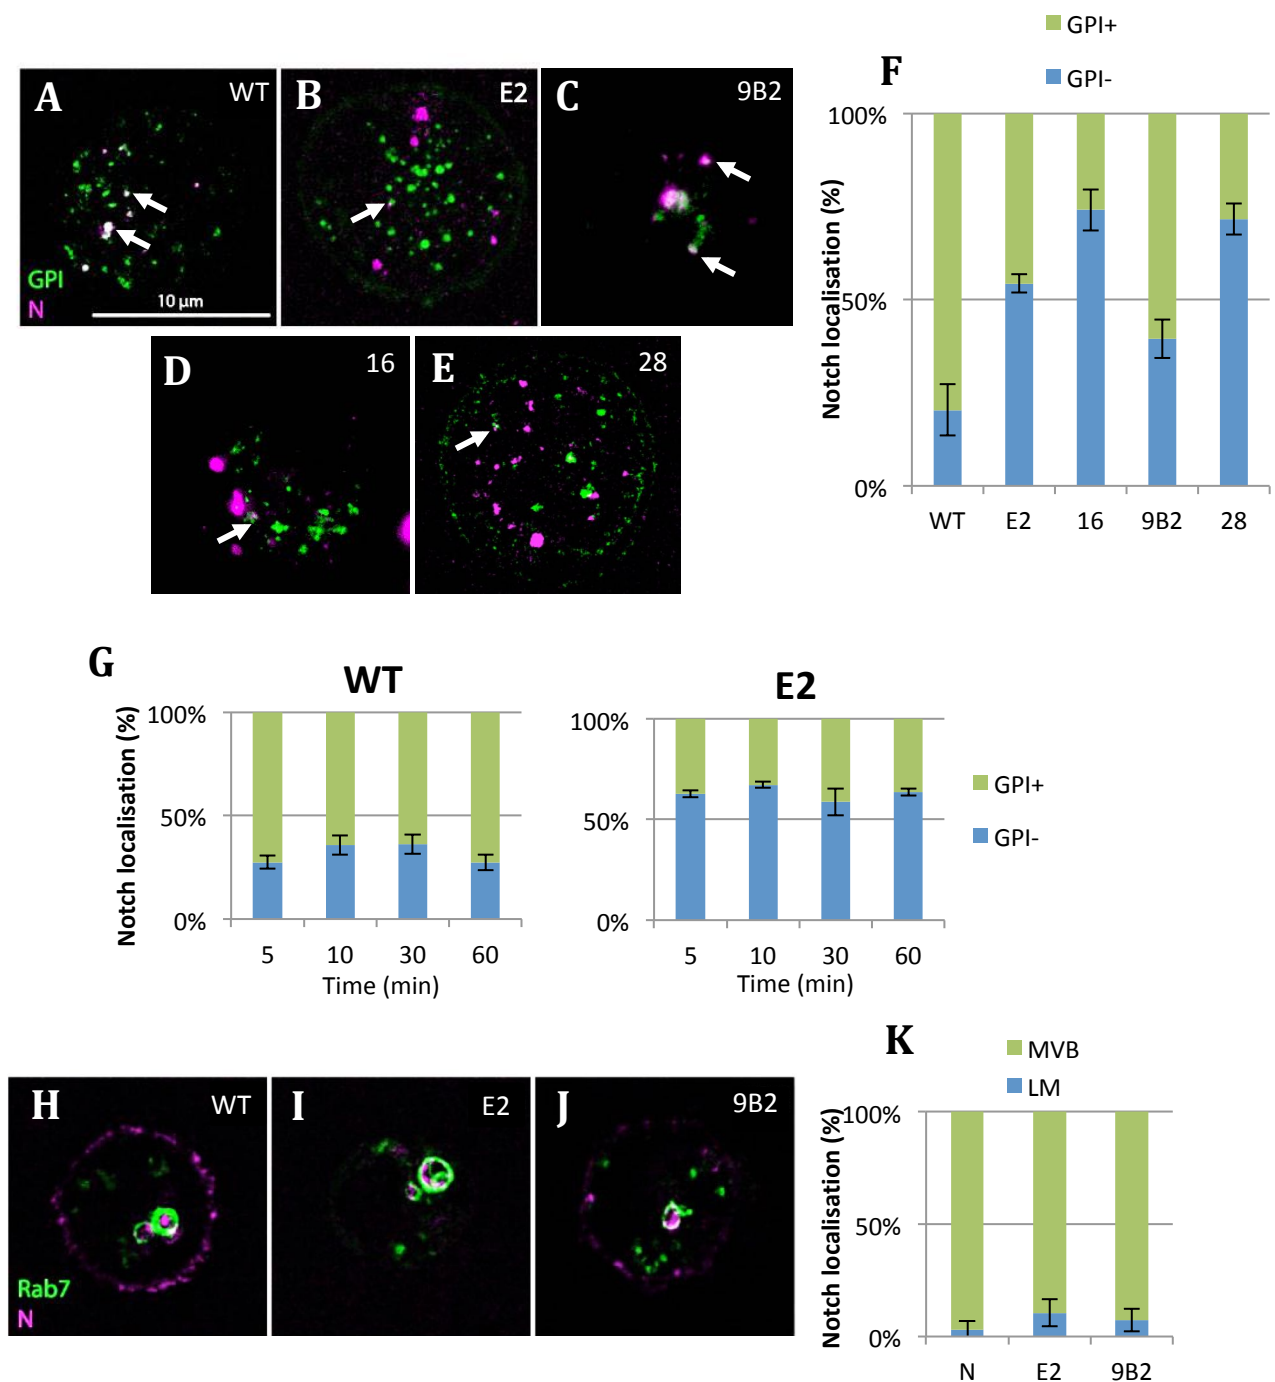 A
WT
GPI
N
10 µm
B
E2
C
9B2
D
16
E
28
F
GPI+
GPI-
Notch localisation (%)
100%
50%
0%
WT E2 16 9B2 28
G
WT
Notch localisation (%)
100%
50%
0%
5 10 30 60
Time (min)
E2
100%
50%
0%
5 10 30 60
Time (min)
GPI+
GPI-
H
WT
Rab7
N
I
E2
J
9B2
K
MVB
LM
Notch localisation (%)
100%
50%
0%
N E2 9B2